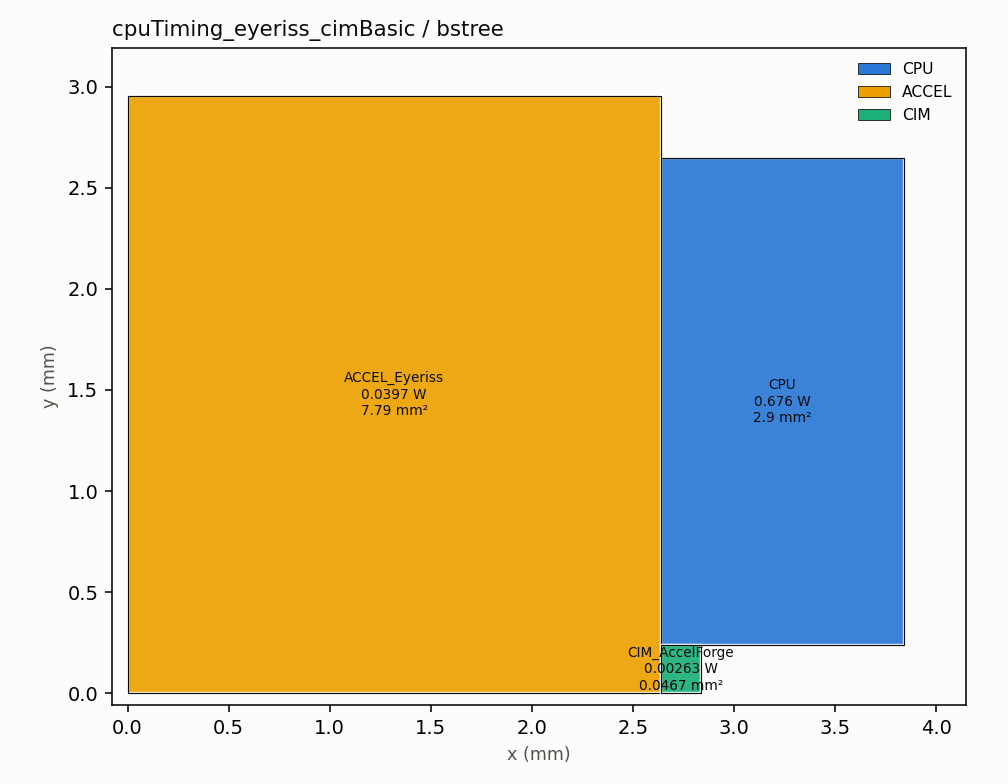 cpuTiming_eyeriss_cimBasic / bstree
CPU
ACCEL
CIM
3.0
2.5
2.0
1.5
1.0
0.5
0.0
y (mm)
ACCEL_Eyeriss
0.0397 W
7.79 mm²
CPU
0.676 W
2.9 mm²
CIM_AccelForge
0.00263 W
0.0467 mm²
0.0 0.5 1.0 1.5 2.0 2.5 3.0 3.5 4.0
x (mm)